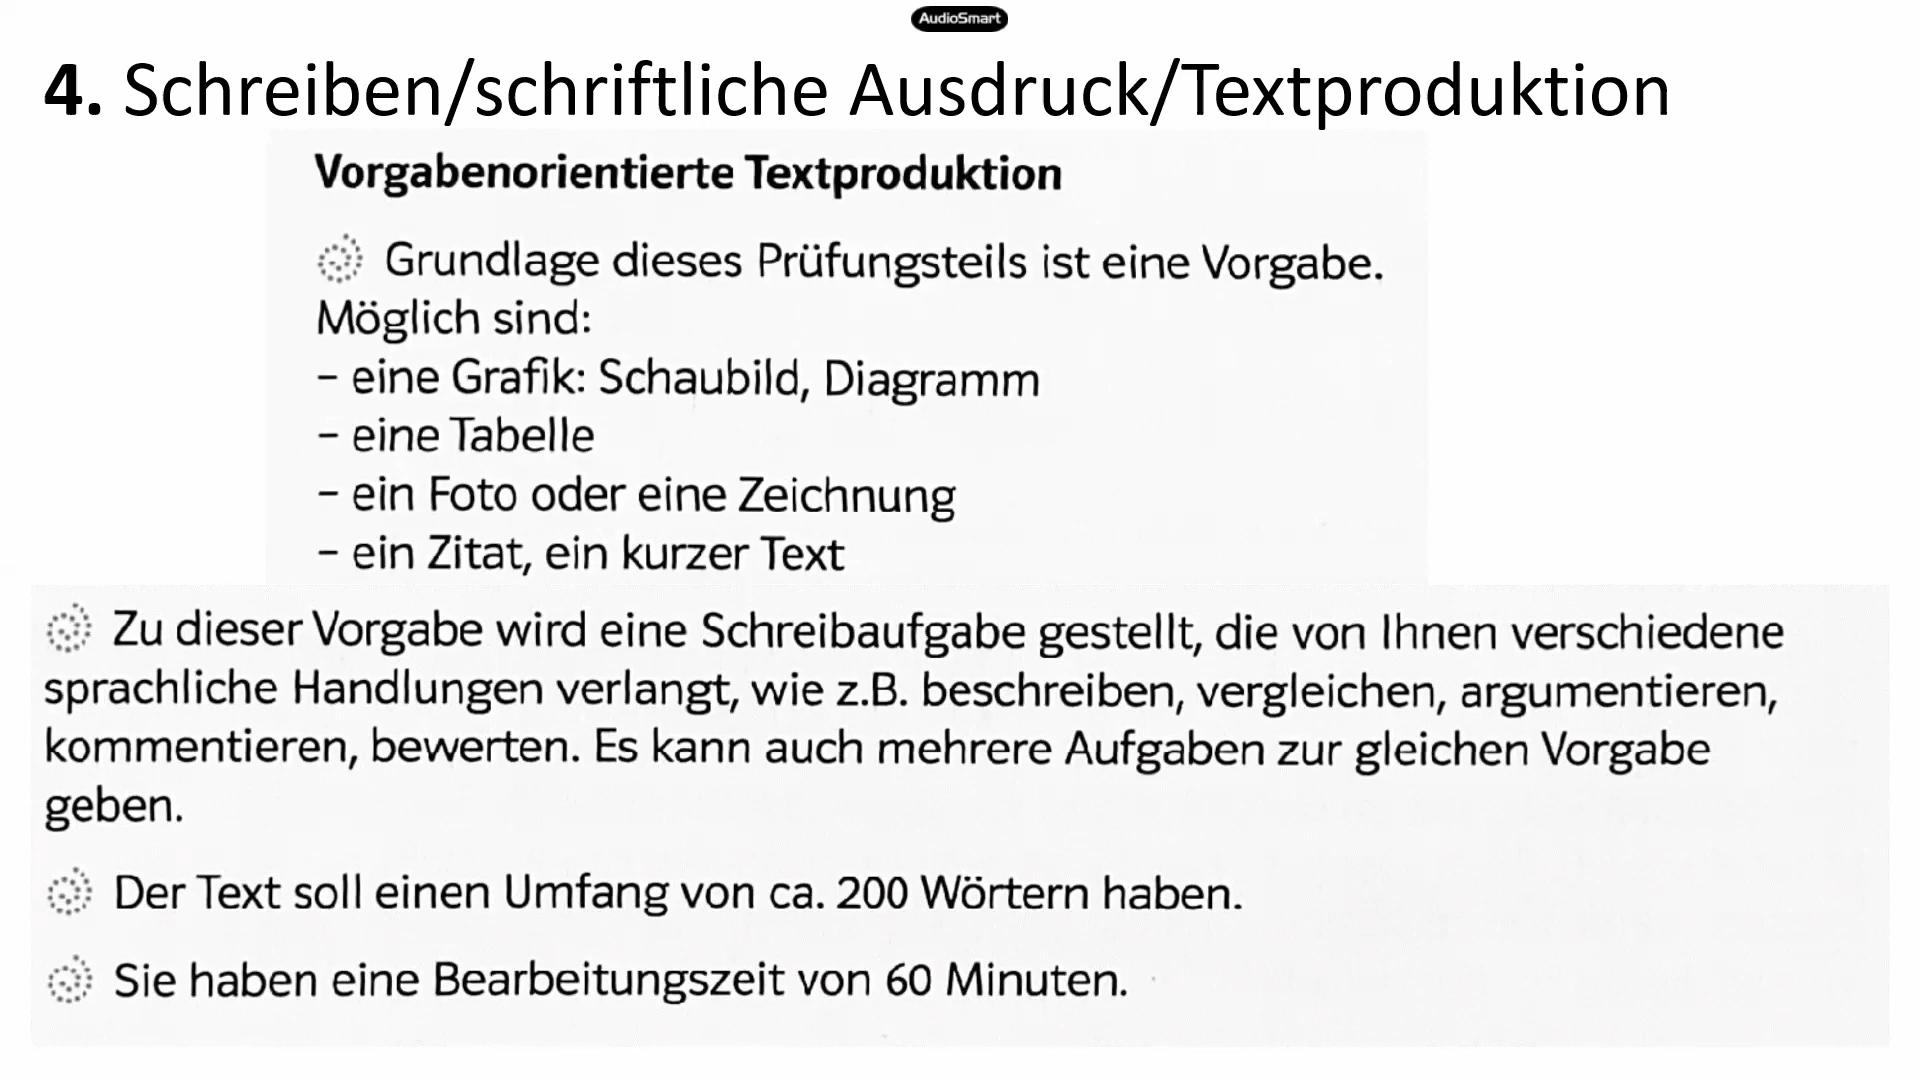 AudioSmart
4. Schreiben/schriftliche Ausdruck/Textproduktion
Vorgabenorientierte Textproduktion
Grundlage dieses Prüfungsteils ist eine Vorgabe.
Möglich sind:
– eine Grafik: Schaubild, Diagramm
– eine Tabelle
– ein Foto oder eine Zeichnung
– ein Zitat, ein kurzer Text
Zu dieser Vorgabe wird eine Schreibaufgabe gestellt, die von Ihnen verschiedene
sprachliche Handlungen verlangt, wie z.B. beschreiben, vergleichen, argumentieren,
kommentieren, bewerten. Es kann auch mehrere Aufgaben zur gleichen Vorgabe
geben.
Der Text soll einen Umfang von ca. 200 Wörtern haben.
Sie haben eine Bearbeitungszeit von 60 Minuten.